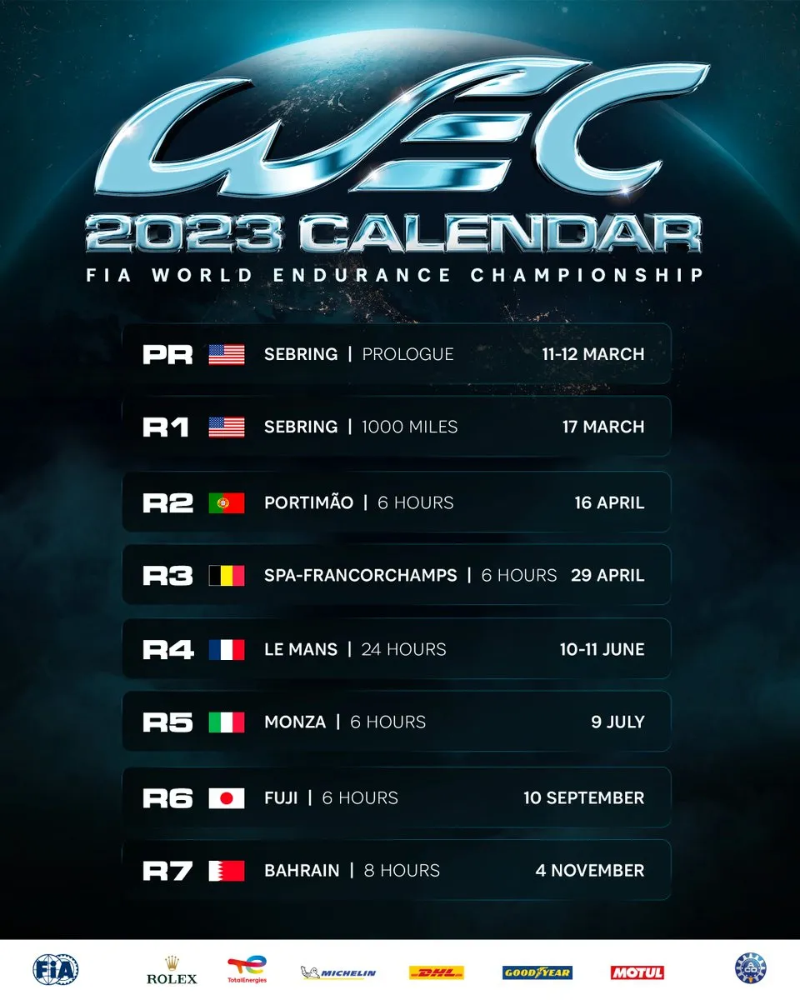 WEC
2023 CALENDAR
FIA WORLD ENDURANCE CHAMPIONSHIP
PR SEBRING | PROLOGUE 11-12 MARCH
R1 SEBRING | 1000 MILES 17 MARCH
R2 PORTIMÃO | 6 HOURS 16 APRIL
R3 SPA-FRANCORCHAMPS | 6 HOURS 29 APRIL
R4 LE MANS | 24 HOURS 10-11 JUNE
R5 MONZA | 6 HOURS 9 JULY
R6 FUJI | 6 HOURS 10 SEPTEMBER
R7 BAHRAIN | 8 HOURS 4 NOVEMBER
FIA ROLEX TotalEnergies MICHELIN DHL GOODYEAR MOTUL ACO